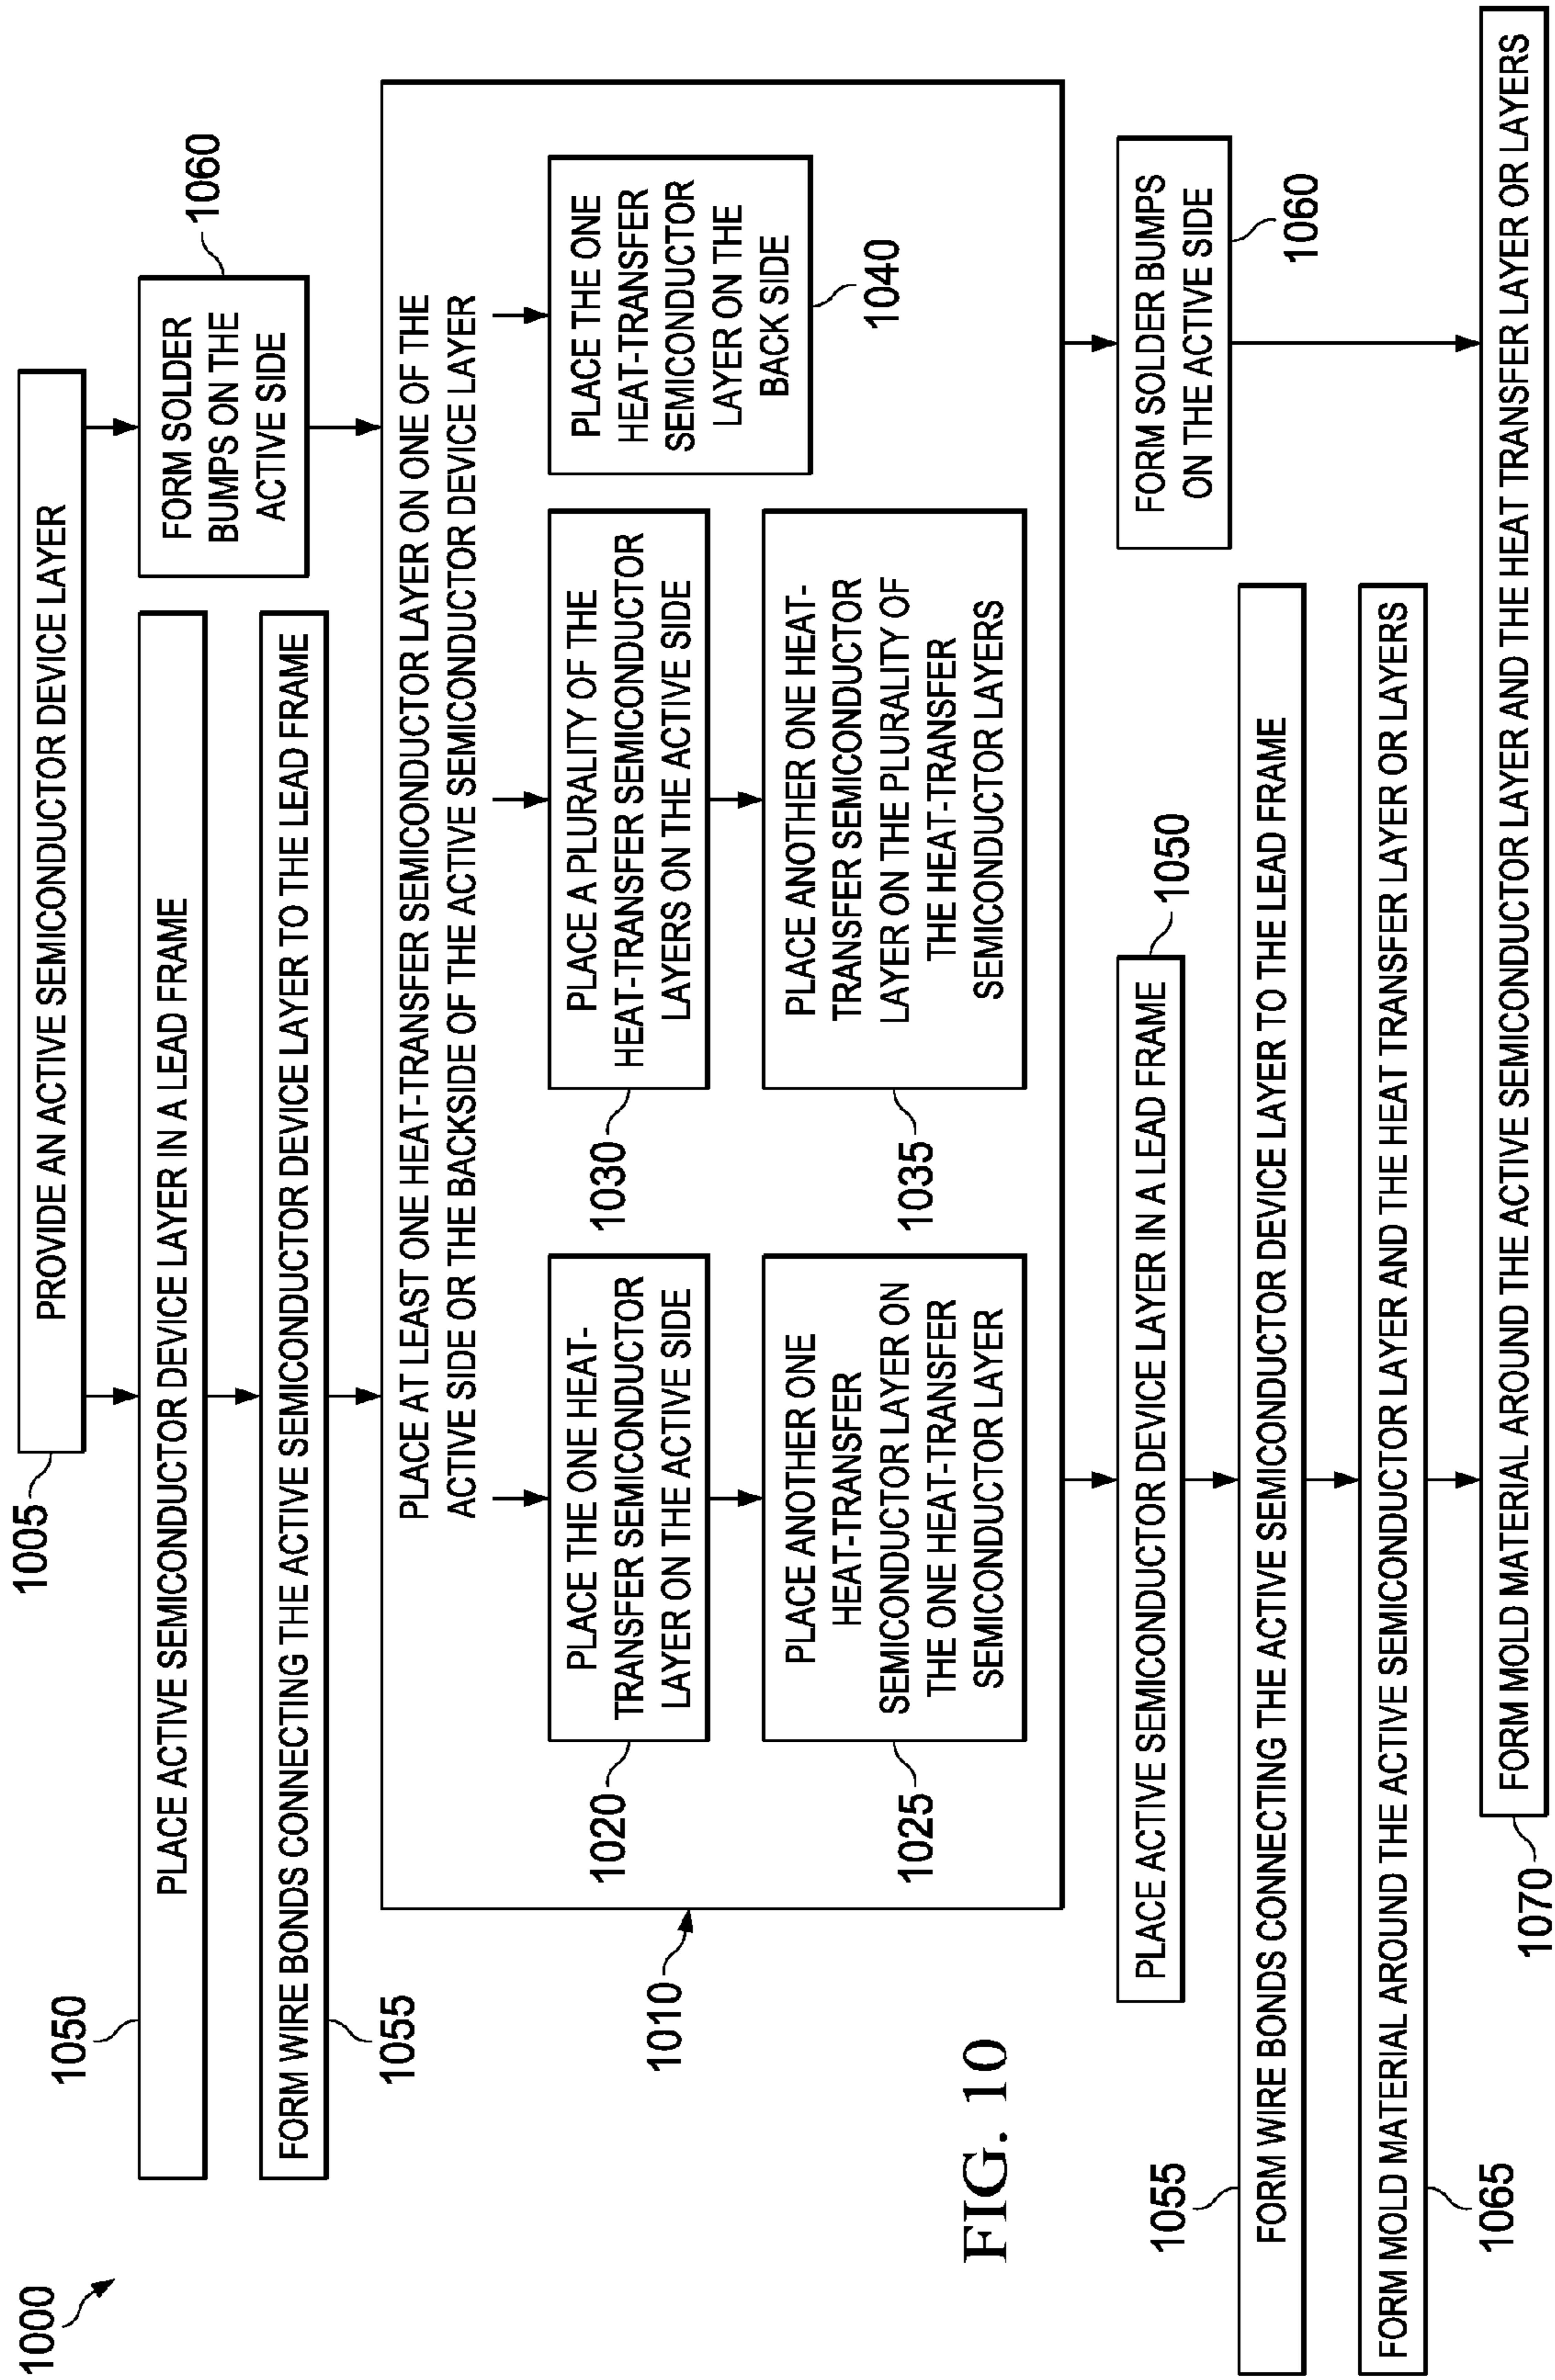 1000
1005
PROVIDE AN ACTIVE SEMICONDUCTOR DEVICE LAYER
1050
PLACE ACTIVE SEMICONDUCTOR DEVICE LAYER IN A LEAD FRAME
FORM SOLDER
BUMPS ON THE
ACTIVE SIDE
1060
FORM WIRE BONDS CONNECTING THE ACTIVE SEMICONDUCTOR DEVICE LAYER TO THE LEAD FRAME
1055
1010
PLACE AT LEAST ONE HEAT-TRANSFER SEMICONDUCTOR LAYER ON ONE OF THE
ACTIVE SIDE OR THE BACKSIDE OF THE ACTIVE SEMICONDUCTOR DEVICE LAYER
1020
PLACE THE ONE HEAT-
TRANSFER SEMICONDUCTOR
LAYER ON THE ACTIVE SIDE
1025
PLACE ANOTHER ONE
HEAT-TRANSFER
SEMICONDUCTOR LAYER ON
THE ONE HEAT-TRANSFER
SEMICONDUCTOR LAYER
1030
PLACE A PLURALITY OF THE
HEAT-TRANSFER SEMICONDUCTOR
LAYERS ON THE ACTIVE SIDE
1035
PLACE ANOTHER ONE HEAT-
TRANSFER SEMICONDUCTOR
LAYER ON THE PLURALITY OF
THE HEAT-TRANSFER
SEMICONDUCTOR LAYERS
PLACE THE ONE
HEAT-TRANSFER
SEMICONDUCTOR
LAYER ON THE
BACK SIDE
1040
FIG. 10
PLACE ACTIVE SEMICONDUCTOR DEVICE LAYER IN A LEAD FRAME
1050
FORM SOLDER BUMPS
ON THE ACTIVE SIDE
1060
1055
FORM WIRE BONDS CONNECTING THE ACTIVE SEMICONDUCTOR DEVICE LAYER TO THE LEAD FRAME
FORM MOLD MATERIAL AROUND THE ACTIVE SEMICONDUCTOR LAYER AND THE HEAT TRANSFER LAYER OR LAYERS
1065
1070
FORM MOLD MATERIAL AROUND THE ACTIVE SEMICONDUCTOR LAYER AND THE HEAT TRANSFER LAYER OR LAYERS